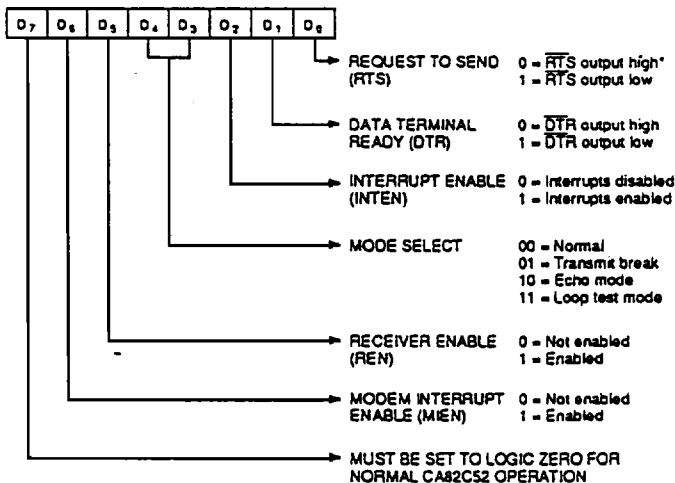 D7 D6 D5 D4 D3 D2 D1 D0
REQUEST TO SEND 0 = R̅T̅S̅ output high*
(RTS) 1 = R̅T̅S̅ output low
DATA TERMINAL 0 = D̅T̅R̅ output high
READY (DTR) 1 = D̅T̅R̅ output low
INTERRUPT ENABLE 0 = Interrupts disabled
(INTEN) 1 = Interrupts enabled
MODE SELECT 00 = Normal
01 = Transmit break
10 = Echo mode
11 = Loop test mode
RECEIVER ENABLE 0 = Not enabled
(REN) 1 = Enabled
MODEM INTERRUPT 0 = Not enabled
ENABLE (MIEN) 1 = Enabled
MUST BE SET TO LOGIC ZERO FOR
NORMAL CA82C52 OPERATION